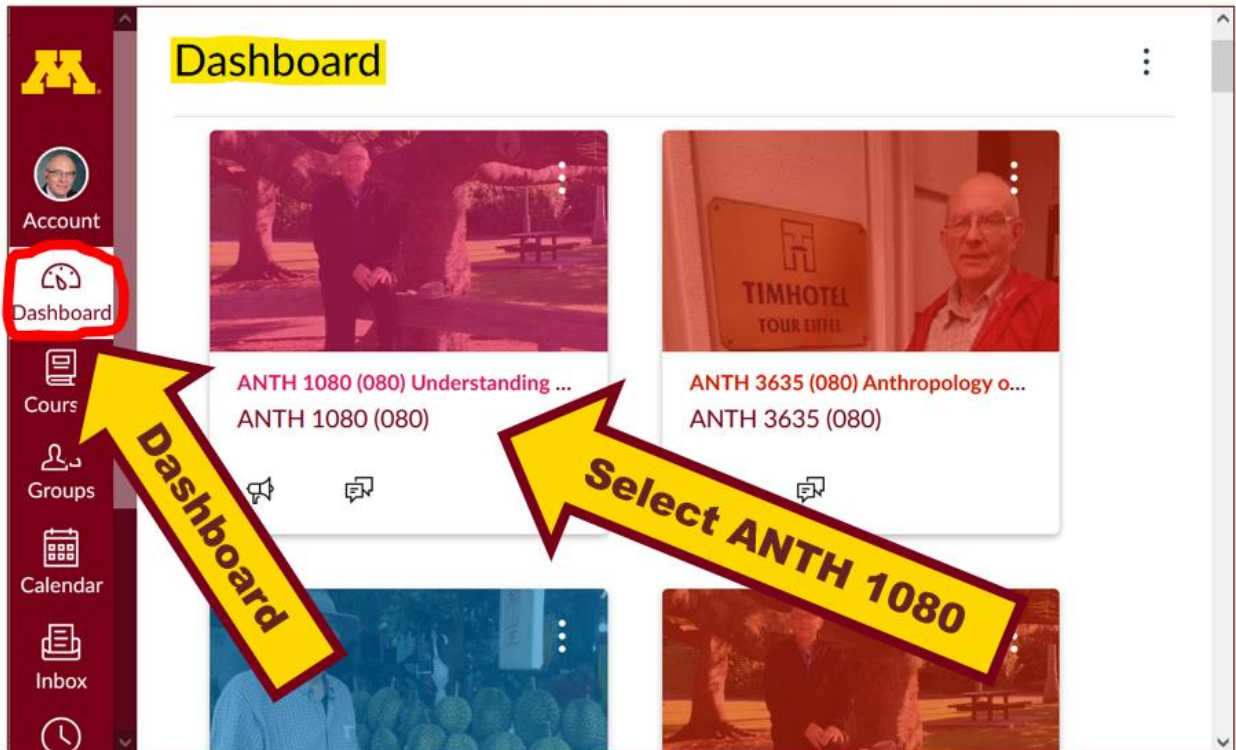 M
Dashboard
Account
Dashboard
Cours
Groups
Calendar
Inbox
TIMHOTEL
TOUR EIFFEL
ANTH 1080 (080) Understanding ...
ANTH 1080 (080)
ANTH 3635 (080) Anthropology o...
ANTH 3635 (080)
Dashboard
Select ANTH 1080